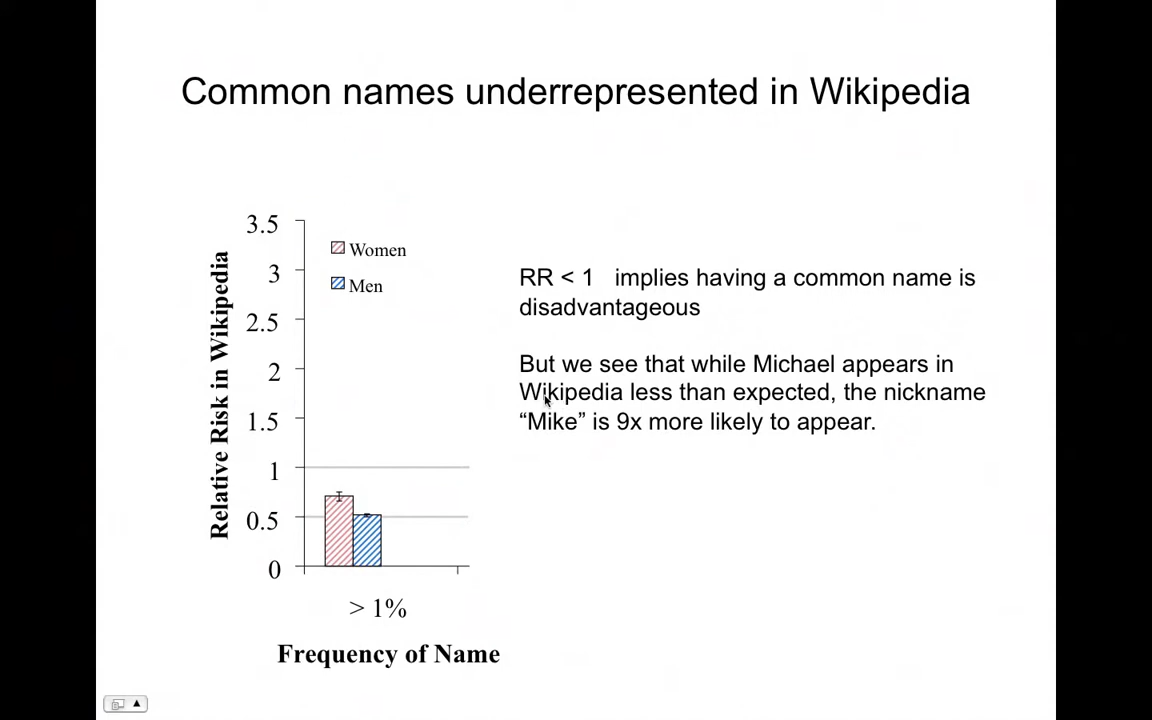 Common names underrepresented in Wikipedia
3.5
3
2.5
2
1.5
1
0.5
0
Relative Risk in Wikipedia
Women
Men
> 1%
Frequency of Name
RR < 1 implies having a common name is
disadvantageous
But we see that while Michael appears in
Wikipedia less than expected, the nickname
“Mike” is 9x more likely to appear.